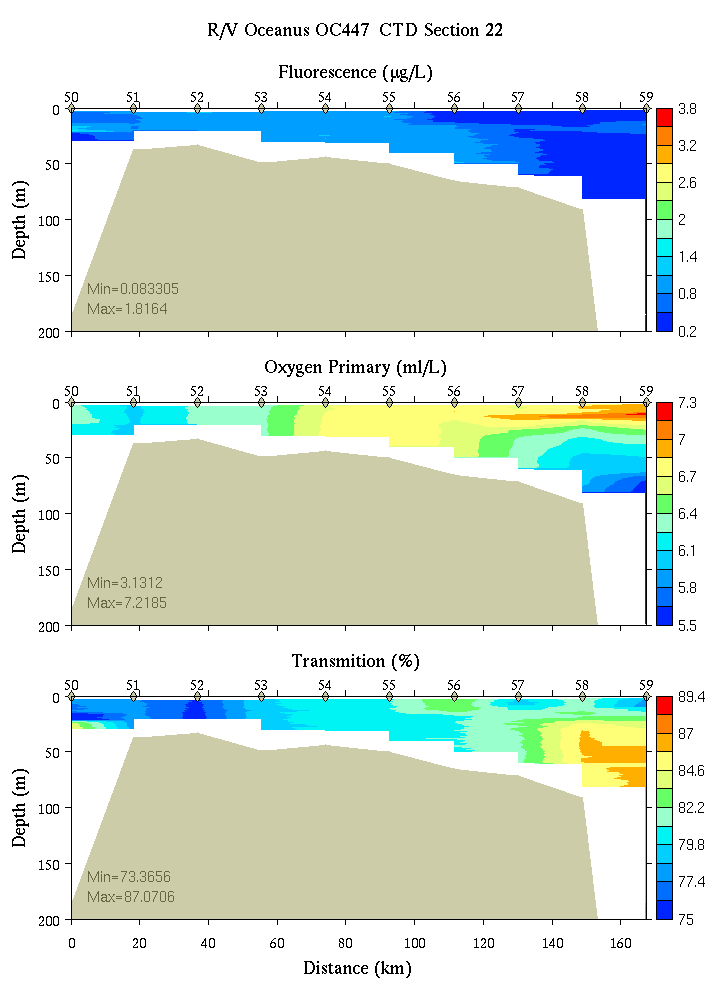 R/V Oceanus OC447 CTD Section 22
Fluorescence (µg/L)
50 51 52 53 54 55 56 57 58 59
0
50
100
150
200
Depth (m)
Min=0.083305
Max=1.8164
3.8
3.2
2.6
2
1.4
0.8
0.2
Oxygen Primary (ml/L)
50 51 52 53 54 55 56 57 58 59
0
50
100
150
200
Depth (m)
Min=3.1312
Max=7.2185
7.3
7
6.7
6.4
6.1
5.8
5.5
Transmition (%)
50 51 52 53 54 55 56 57 58 59
0
50
100
150
200
Depth (m)
Min=73.3656
Max=87.0706
89.4
87
84.6
82.2
79.8
77.4
75
0 20 40 60 80 100 120 140 160
Distance (km)